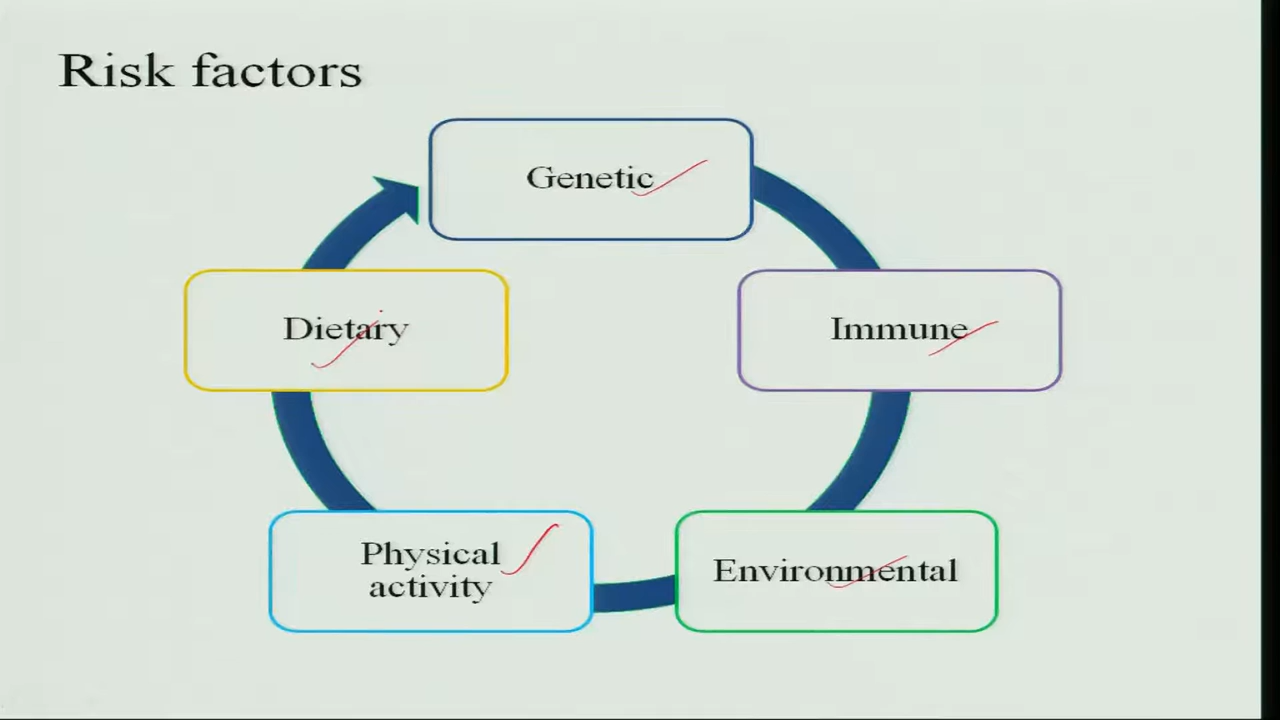 Risk factors
Genetic
Immune
Environmental
Physical
activity
Dietary